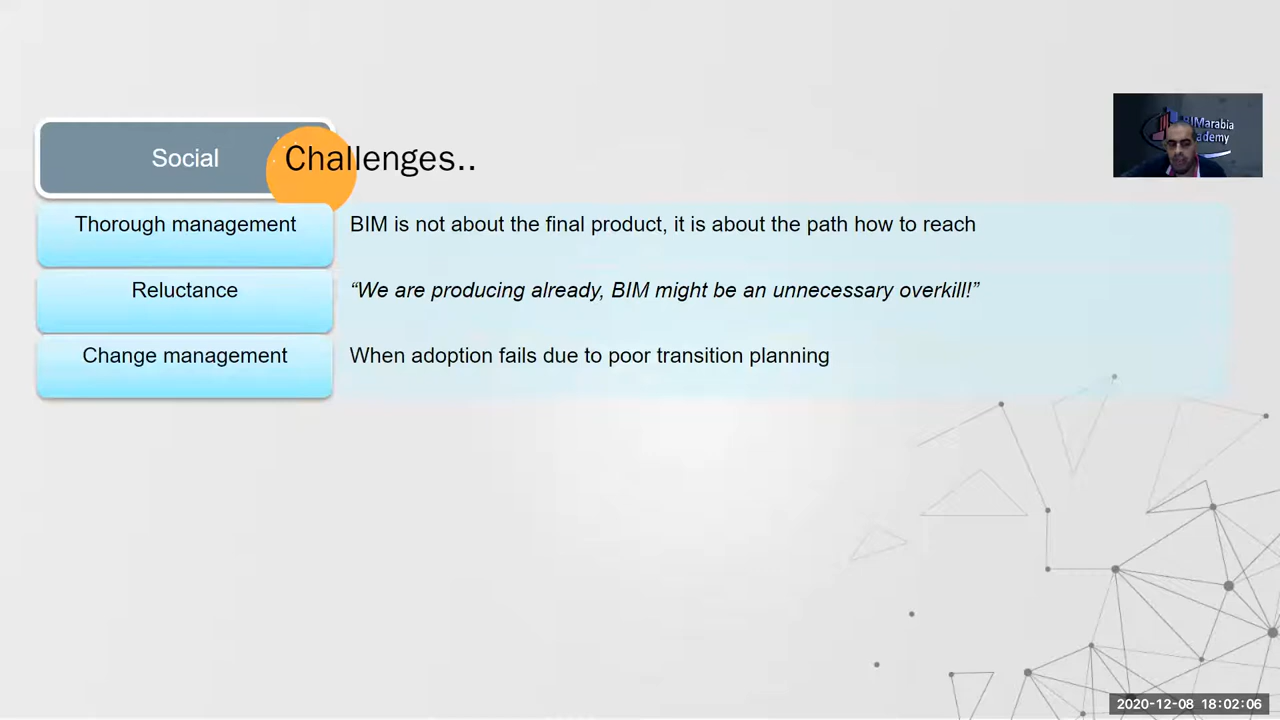 Social
Challenges..
Thorough management
BIM is not about the final product, it is about the path how to reach
Reluctance
“We are producing already, BIM might be an unnecessary overkill!”
Change management
When adoption fails due to poor transition planning
2020-12-08 18:02:06